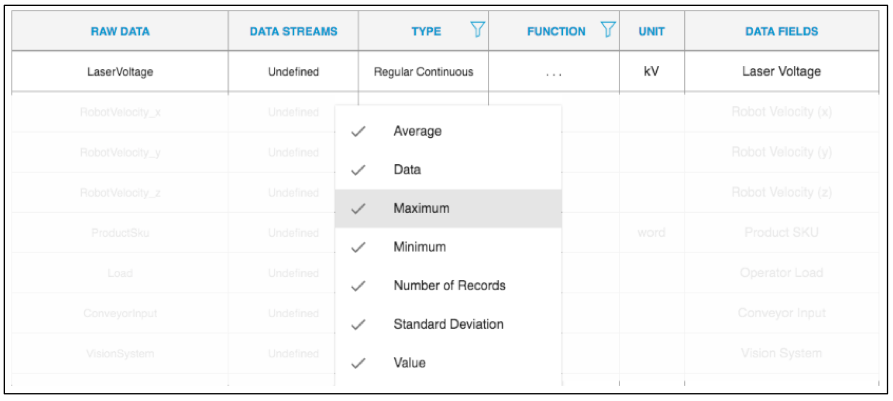 RAW DATA DATA STREAMS TYPE FUNCTION UNIT DATA FIELDS
LaserVoltage Undefined Regular Continuous ... kV Laser Voltage
RobotVelocity_x Undefined Robot Velocity (x)
Average
RobotVelocity_y Undefined Robot Velocity (y)
Data
RobotVelocity_z Undefined Robot Velocity (z)
Maximum
ProductSku Undefined word Product SKU
Minimum
Load Undefined Operator Load
Number of Records
ConveyorInput Undefined Conveyor Input
Standard Deviation
VisionSystem Undefined Vision System
Value